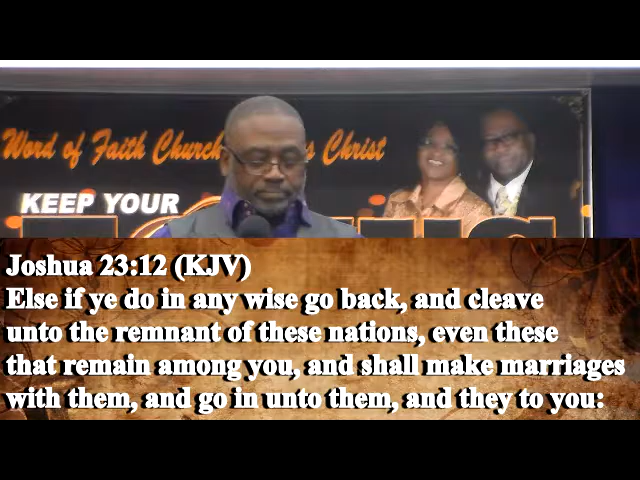 Word of Faith Church s Christ
KEEP YOUR
Joshua 23:12 (KJV)
Else if ye do in any wise go back, and cleave
unto the remnant of these nations, even these
that remain among you, and shall make marriages
with them, and go in unto them, and they to you: